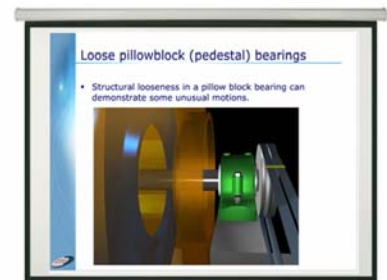 Loose pillowblock (pedestal) bearings
• Structural looseness in a pillow block bearing can
demonstrate some unusual motions.